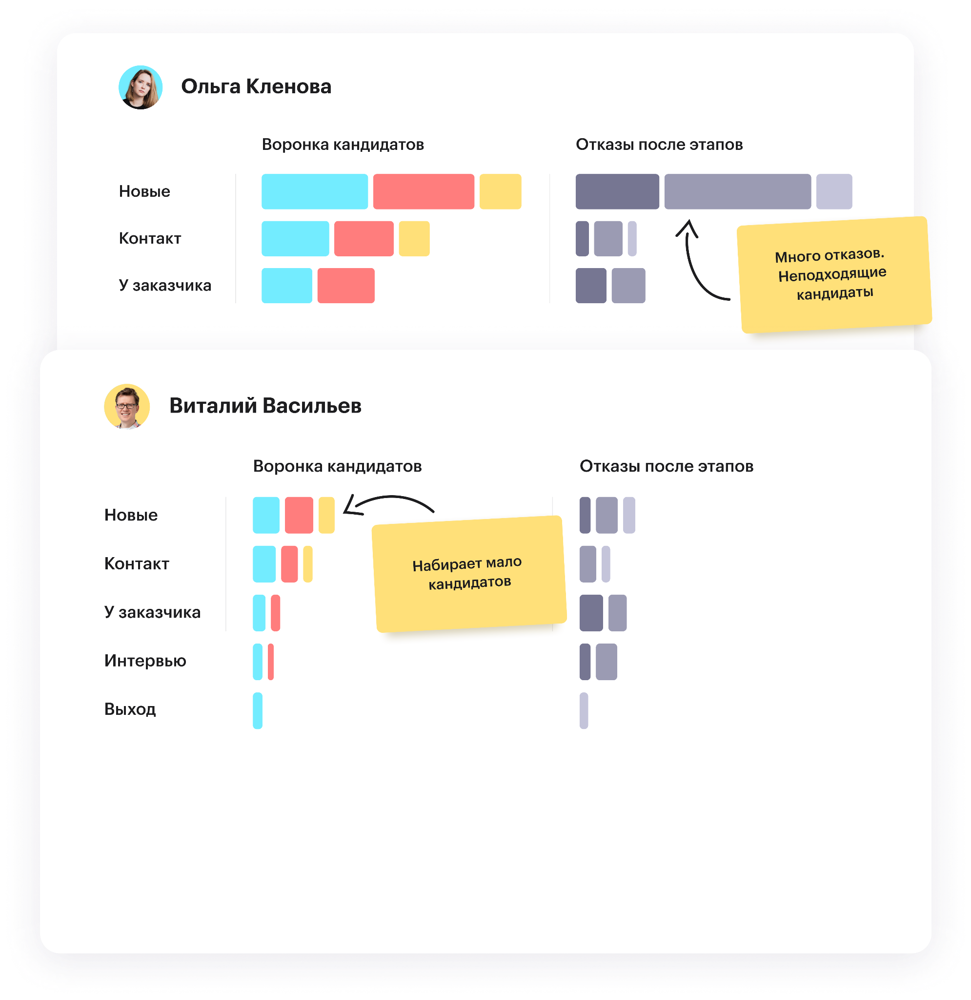 Ольга Кленова
Воронка кандидатов
Отказы после этапов
Новые
Контакт
У заказчика
Много отказов.
Неподходящие
кандидаты
Виталий Васильев
Воронка кандидатов
Отказы после этапов
Новые
Контакт
У заказчика
Интервью
Выход
Набирает мало
кандидатов